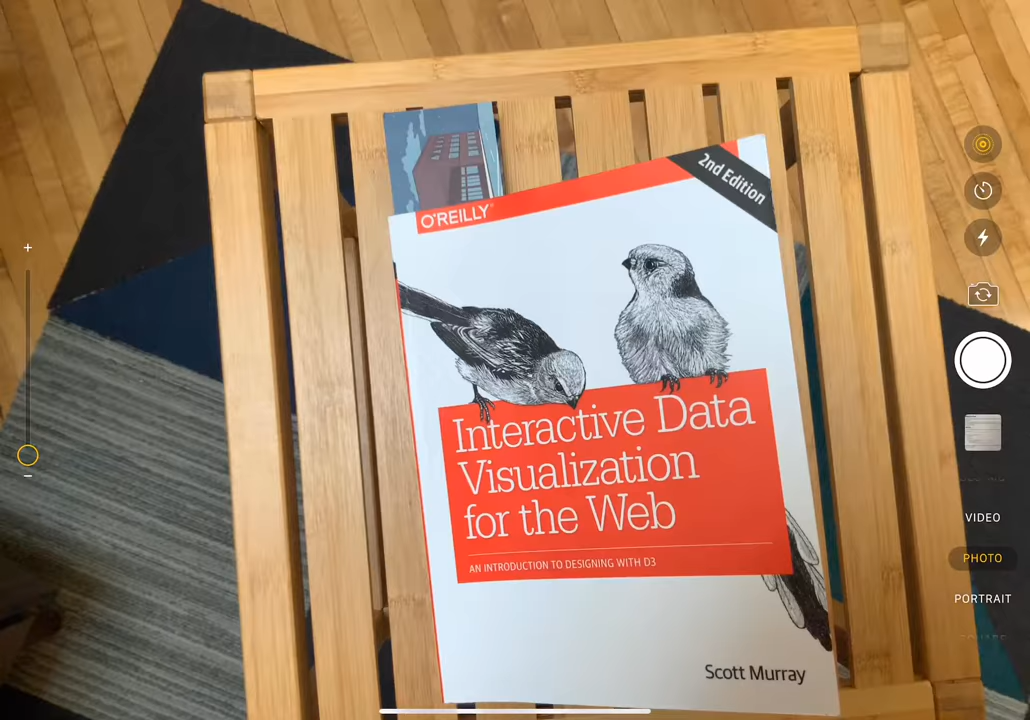 O'REILLY®
2nd Edition
Interactive Data
Visualization
for the Web
AN INTRODUCTION TO DESIGNING WITH D3
Scott Murray
VIDEO
PHOTO
PORTRAIT